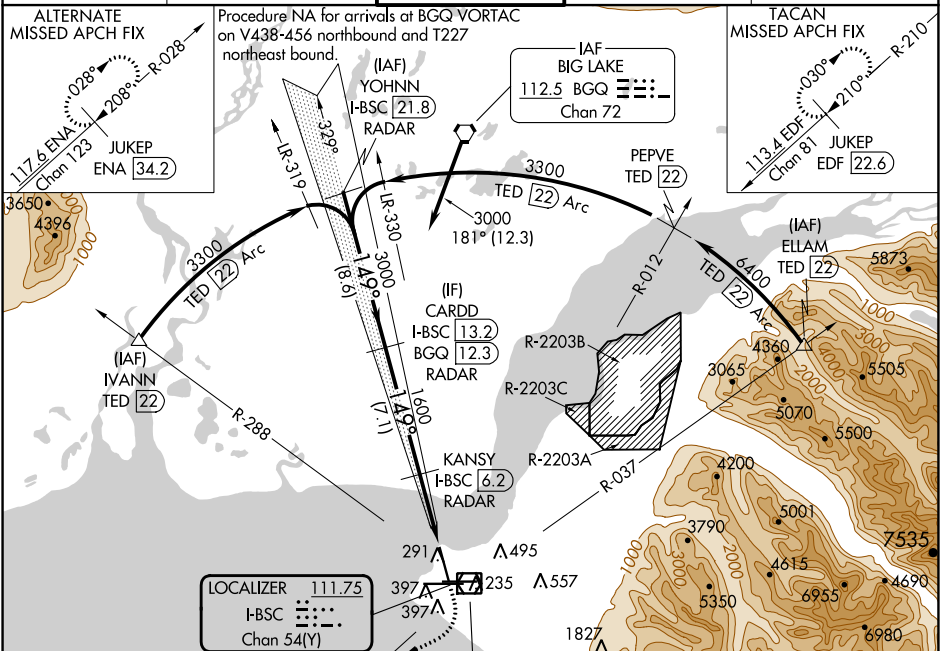 ALTERNATE
MISSED APCH FIX
028°
208°
R-028
117.6 ENA
Chan 123
JUKEP
ENA 34.2
Procedure NA for arrivals at BGQ VORTAC
on V438-456 northbound and T227
northeast bound.
TACAN
MISSED APCH FIX
030°
210°
R-210
113.4 EDF
Chan 81
JUKEP
EDF 22.6
IAF
BIG LAKE
112.5 BGQ
Chan 72
(IAF)
YOHNN
I-BSC 21.8
RADAR
329°
LR-319
LR-330
3300
TED 22 Arc
PEPVE
TED 22
3000
181° (12.3)
3650
4396
1000
3300
TED 22 Arc
3000
149°
(8.6)
R-012
6400
TED 22 Arc
(IAF)
ELLAM
TED 22
5873
1000
3000
4000
2000
(IF)
CARDD
I-BSC 13.2
BGQ 12.3
RADAR
(IAF)
IVANN
TED 22
R-288
1600
149°
(7.1)
R-2203B
R-2203C
R-2203A
R-037
4360
3065
5505
5070
5500
KANSY
I-BSC 6.2
RADAR
4200
5001
3790
2000
1000
3000
7535
4615
5350
6955
4690
6980
291
495
397
235
557
397
1827
LOCALIZER 111.75
I-BSC
Chan 54(Y)